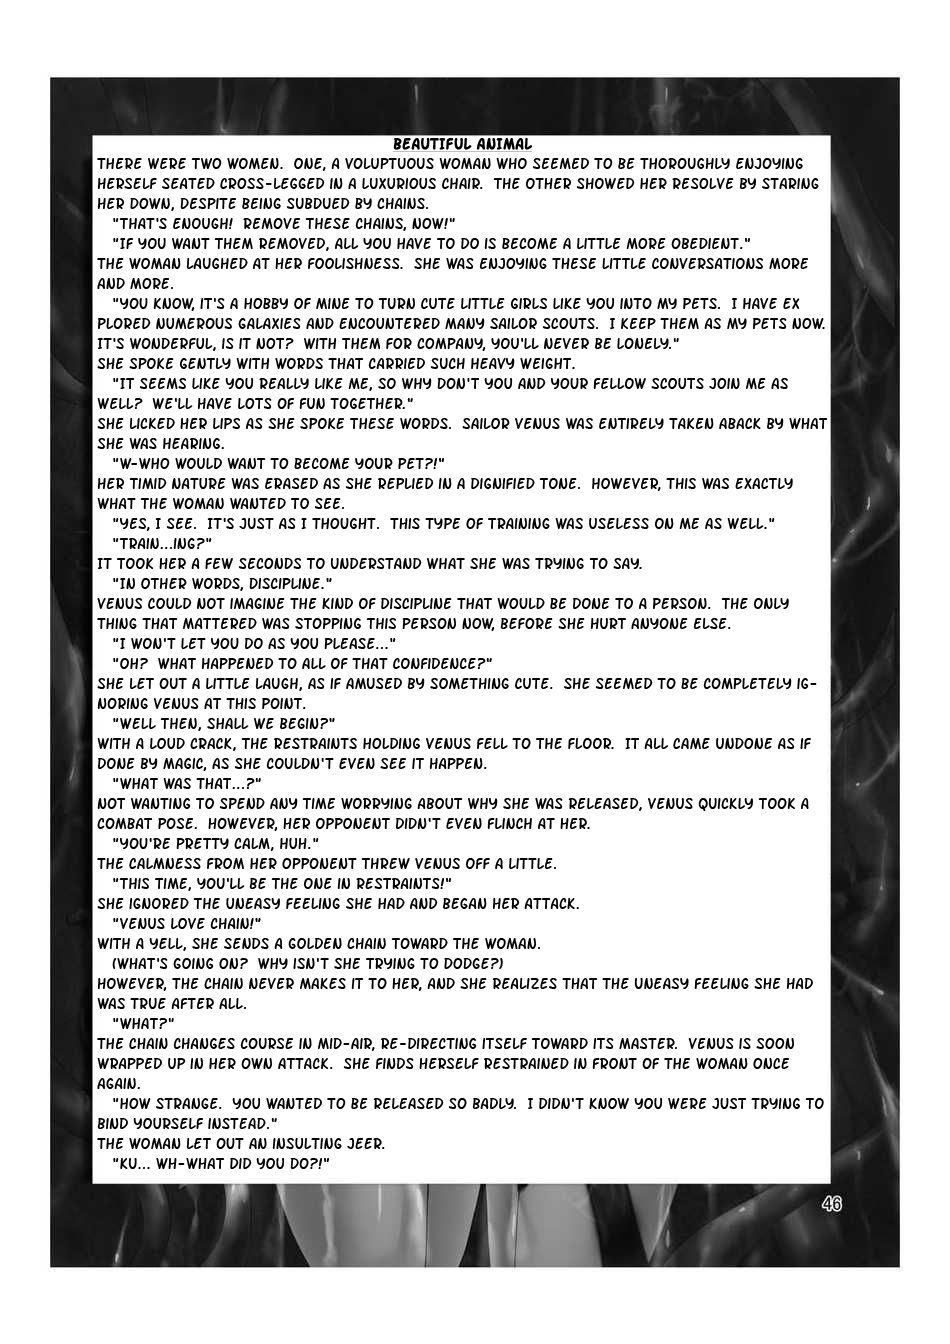 BEAUTIFUL ANIMAL
THERE WERE TWO WOMEN. ONE, A VOLUPTUOUS WOMAN WHO SEEMED TO BE THOROUGHLY ENJOYING
HERSELF SEATED CROSS-LEGGED IN A LUXURIOUS CHAIR. THE OTHER SHOWED HER RESOLVE BY STARING
HER DOWN, DESPITE BEING SUBDUED BY CHAINS.
"THAT'S ENOUGH! REMOVE THESE CHAINS, NOW!"
"IF YOU WANT THEM REMOVED, ALL YOU HAVE TO DO IS BECOME A LITTLE MORE OBEDIENT."
THE WOMAN LAUGHED AT HER FOOLISHNESS. SHE WAS ENJOYING THESE LITTLE CONVERSATIONS MORE
AND MORE.
"YOU KNOW, IT'S A HOBBY OF MINE TO TURN CUTE LITTLE GIRLS LIKE YOU INTO MY PETS. I HAVE EX
PLORED NUMEROUS GALAXIES AND ENCOUNTERED MANY SAILOR SCOUTS. I KEEP THEM AS MY PETS NOW.
IT'S WONDERFUL, IS IT NOT? WITH THEM FOR COMPANY, YOU'LL NEVER BE LONELY."
SHE SPOKE GENTLY WITH WORDS THAT CARRIED SUCH HEAVY WEIGHT.
"IT SEEMS LIKE YOU REALLY LIKE ME, SO WHY DON'T YOU AND YOUR FELLOW SCOUTS JOIN ME AS
WELL? WE'LL HAVE LOTS OF FUN TOGETHER."
SHE LICKED HER LIPS AS SHE SPOKE THESE WORDS. SAILOR VENUS WAS ENTIRELY TAKEN ABACK BY WHAT
SHE WAS HEARING.
"W-WHO WOULD WANT TO BECOME YOUR PET?!"
HER TIMID NATURE WAS ERASED AS SHE REPLIED IN A DIGNIFIED TONE. HOWEVER, THIS WAS EXACTLY
WHAT THE WOMAN WANTED TO SEE.
"YES, I SEE. IT'S JUST AS I THOUGHT. THIS TYPE OF TRAINING WAS USELESS ON ME AS WELL."
"TRAIN...ING?"
IT TOOK HER A FEW SECONDS TO UNDERSTAND WHAT SHE WAS TRYING TO SAY.
"IN OTHER WORDS, DISCIPLINE."
VENUS COULD NOT IMAGINE THE KIND OF DISCIPLINE THAT WOULD BE DONE TO A PERSON. THE ONLY
THING THAT MATTERED WAS STOPPING THIS PERSON NOW, BEFORE SHE HURT ANYONE ELSE.
"I WON'T LET YOU DO AS YOU PLEASE..."
"OH? WHAT HAPPENED TO ALL OF THAT CONFIDENCE?"
SHE LET OUT A LITTLE LAUGH, AS IF AMUSED BY SOMETHING CUTE. SHE SEEMED TO BE COMPLETELY IG-
NORING VENUS AT THIS POINT.
"WELL THEN, SHALL WE BEGIN?"
WITH A LOUD CRACK, THE RESTRAINTS HOLDING VENUS FELL TO THE FLOOR. IT ALL CAME UNDONE AS IF
DONE BY MAGIC, AS SHE COULDN'T EVEN SEE IT HAPPEN.
"WHAT WAS THAT...?"
NOT WANTING TO SPEND ANY TIME WORRYING ABOUT WHY SHE WAS RELEASED, VENUS QUICKLY TOOK A
COMBAT POSE. HOWEVER, HER OPPONENT DIDN'T EVEN FLINCH AT HER.
"YOU'RE PRETTY CALM, HUH."
THE CALMNESS FROM HER OPPONENT THREW VENUS OFF A LITTLE.
"THIS TIME, YOU'LL BE THE ONE IN RESTRAINTS!"
SHE IGNORED THE UNEASY FEELING SHE HAD AND BEGAN HER ATTACK.
"VENUS LOVE CHAIN!"
WITH A YELL, SHE SENDS A GOLDEN CHAIN TOWARD THE WOMAN.
(WHAT'S GOING ON? WHY ISN'T SHE TRYING TO DODGE?)
HOWEVER, THE CHAIN NEVER MAKES IT TO HER, AND SHE REALIZES THAT THE UNEASY FEELING SHE HAD
WAS TRUE AFTER ALL.
"WHAT?"
THE CHAIN CHANGES COURSE IN MID-AIR, RE-DIRECTING ITSELF TOWARD ITS MASTER. VENUS IS SOON
WRAPPED UP IN HER OWN ATTACK. SHE FINDS HERSELF RESTRAINED IN FRONT OF THE WOMAN ONCE
AGAIN.
"HOW STRANGE. YOU WANTED TO BE RELEASED SO BADLY. I DIDN'T KNOW YOU WERE JUST TRYING TO
BIND YOURSELF INSTEAD."
THE WOMAN LET OUT AN INSULTING JEER.
"KU... WH-WHAT DID YOU DO?!"
46